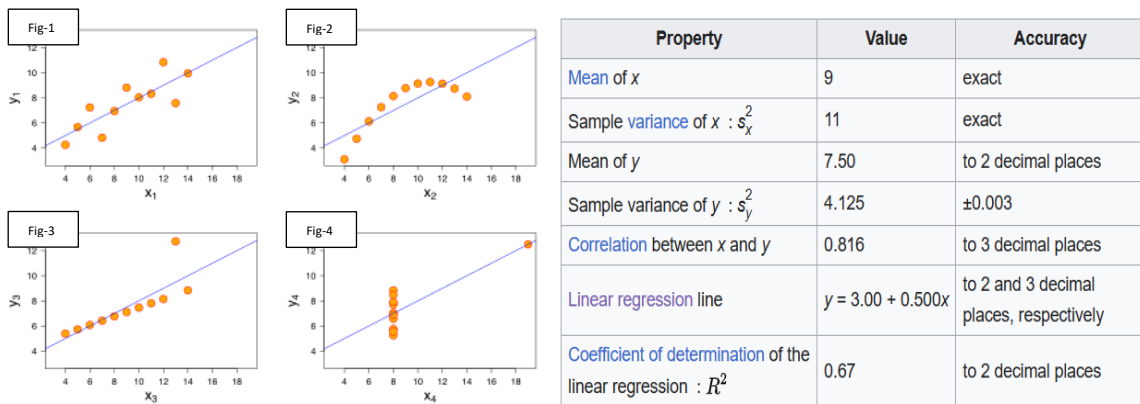 Fig-1
12
10
8
6
4
y1
4 6 8 10 12 14 16 18
x1
Fig-2
12
10
8
6
4
y2
4 6 8 10 12 14 16 18
x2
Fig-3
12
10
8
6
4
y3
4 6 8 10 12 14 16 18
x3
Fig-4
12
10
8
6
4
y4
4 6 8 10 12 14 16 18
x4
Property Value Accuracy
Mean of x 9 exact
Sample variance of x : s²ₓ 11 exact
Mean of y 7.50 to 2 decimal places
Sample variance of y : s²ᵧ 4.125 ±0.003
Correlation between x and y 0.816 to 3 decimal places
Linear regression line y = 3.00 + 0.500x to 2 and 3 decimal
places, respectively
Coefficient of determination of the
linear regression : R² 0.67 to 2 decimal places